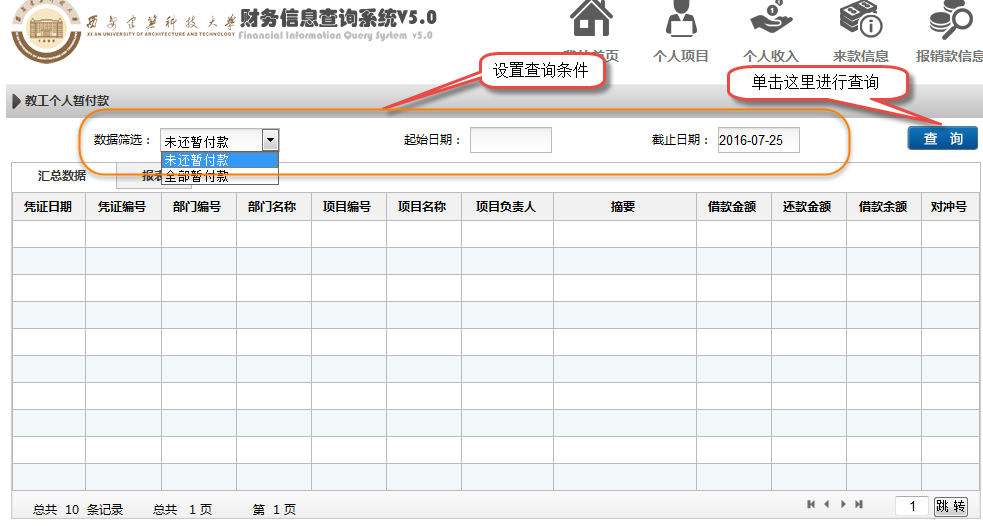 西安建筑科技大学
XI'AN UNIVERSITY OF ARCHITECTURE AND TECHNOLOGY
财务信息查询系统V5.0
Financial Information Query System v5.0
个人项目 个人收入 来款信息 报销款信息
设置查询条件
单击这里进行查询
教工个人暂付款
数据筛选： 未还暂付款 起始日期： 截止日期： 2016-07-25 查 询
未还暂付款
全部暂付款
汇总数据
凭证日期 凭证编号 部门编号 部门名称 项目编号 项目名称 项目负责人 摘要 借款金额 还款金额 借款余额 对冲号
总共 10 条记录 总共 1 页 第 1 页 1 跳 转